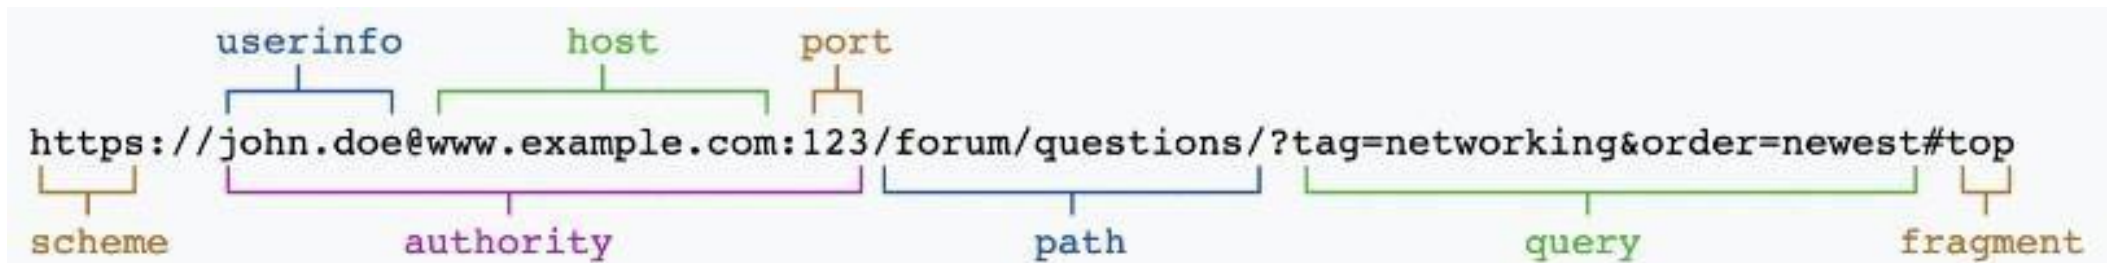 userinfo host port
https://john.doe@www.example.com:123/forum/questions/?tag=networking&order=newest#top
scheme authority path query fragment